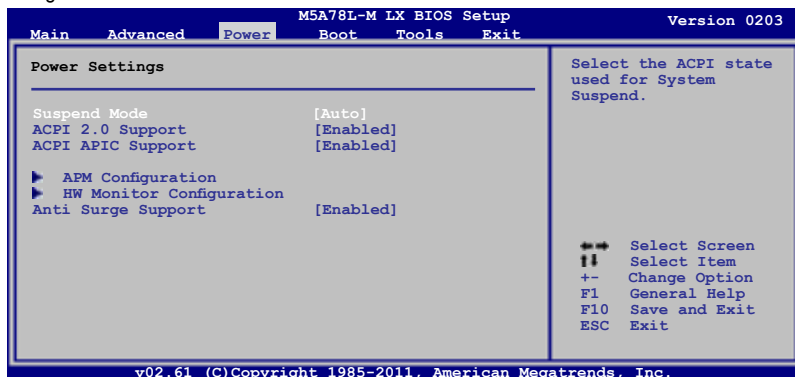 M5A78L-M LX BIOS Setup
Version 0203
Main Advanced Power Boot Tools Exit
Power Settings
Suspend Mode [Auto]
ACPI 2.0 Support [Enabled]
ACPI APIC Support [Enabled]
APM Configuration
HW Monitor Configuration
Anti Surge Support [Enabled]
Select the ACPI state
used for System
Suspend.
Select Screen
Select Item
+- Change Option
F1 General Help
F10 Save and Exit
ESC Exit
v02.61 (C)Copyright 1985-2011, American Megatrends, Inc.